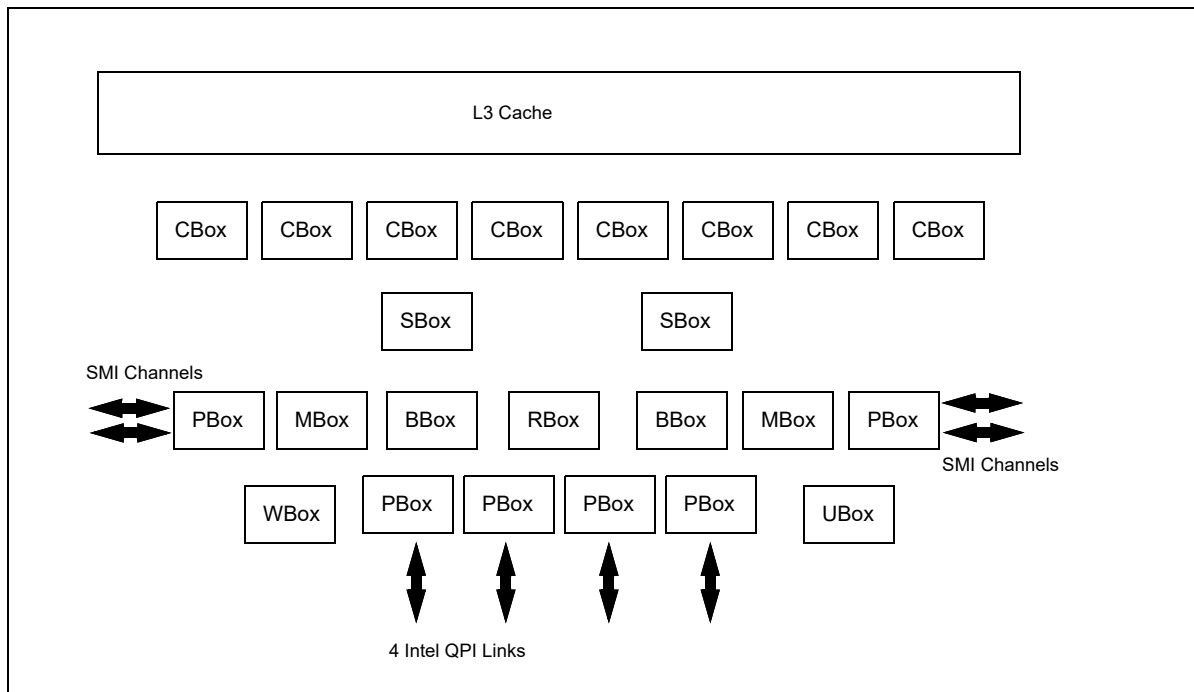 L3 Cache
CBox CBox CBox CBox CBox CBox CBox CBox
SBox SBox
SMI Channels
PBox MBox BBox RBox BBox MBox PBox
SMI Channels
WBox PBox PBox PBox PBox UBox
4 Intel QPI Links